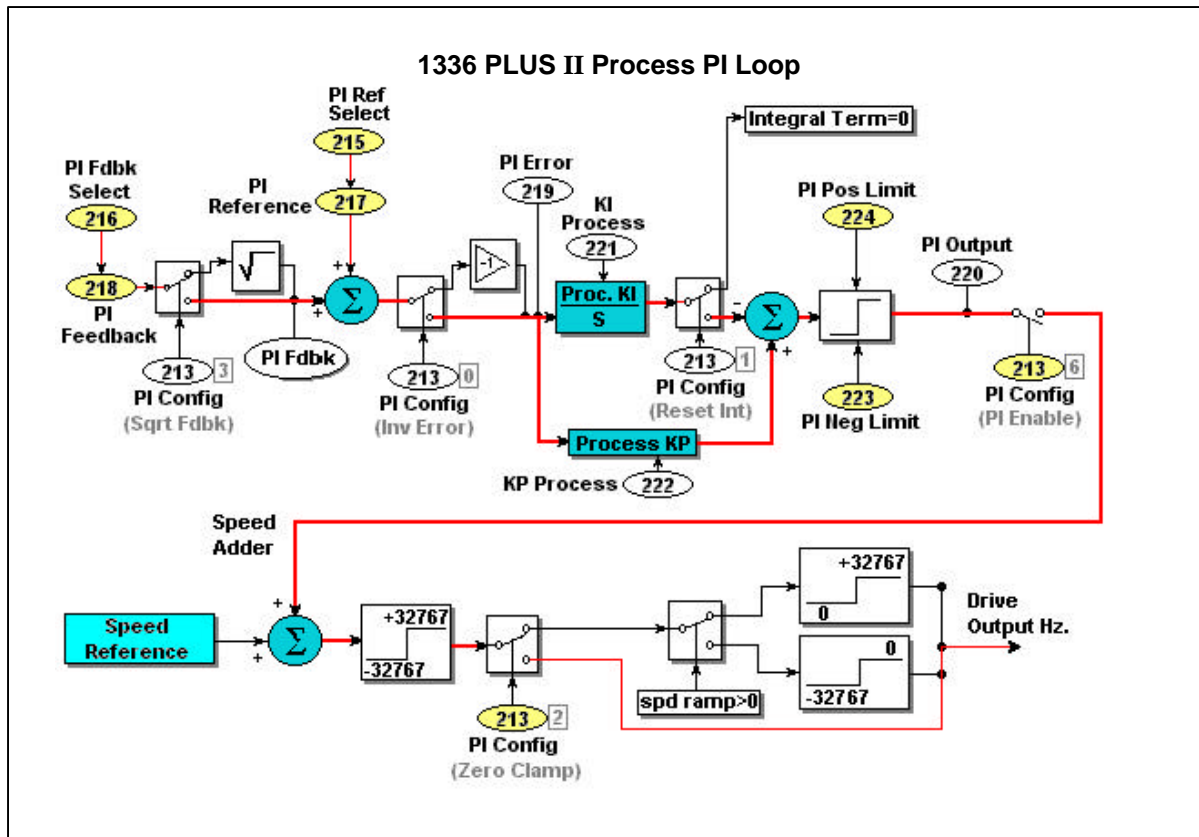 1336 PLUS II Process PI Loop
PI Ref
Select
215
Integral Term=0
PI Fdbk
Select
216
PI
Reference
217
PI Error
219
KI
Process
221
PI Pos Limit
224
PI Output
220
218
PI
Feedback
√
+
+
Σ
-1
Proc. KI
S
-
+
Σ
PI Fdbk
213
3
PI Config
(Sqrt Fdbk)
213
0
PI Config
(Inv Error)
213
1
PI Config
(Reset Int)
223
PI Neg Limit
213
6
PI Config
(PI Enable)
Process KP
KP Process
222
Speed
Adder
+
+
Σ
Speed
Reference
+32767
-32767
+32767
0
0
-32767
Drive
Output Hz.
spd ramp>0
213
2
PI Config
(Zero Clamp)